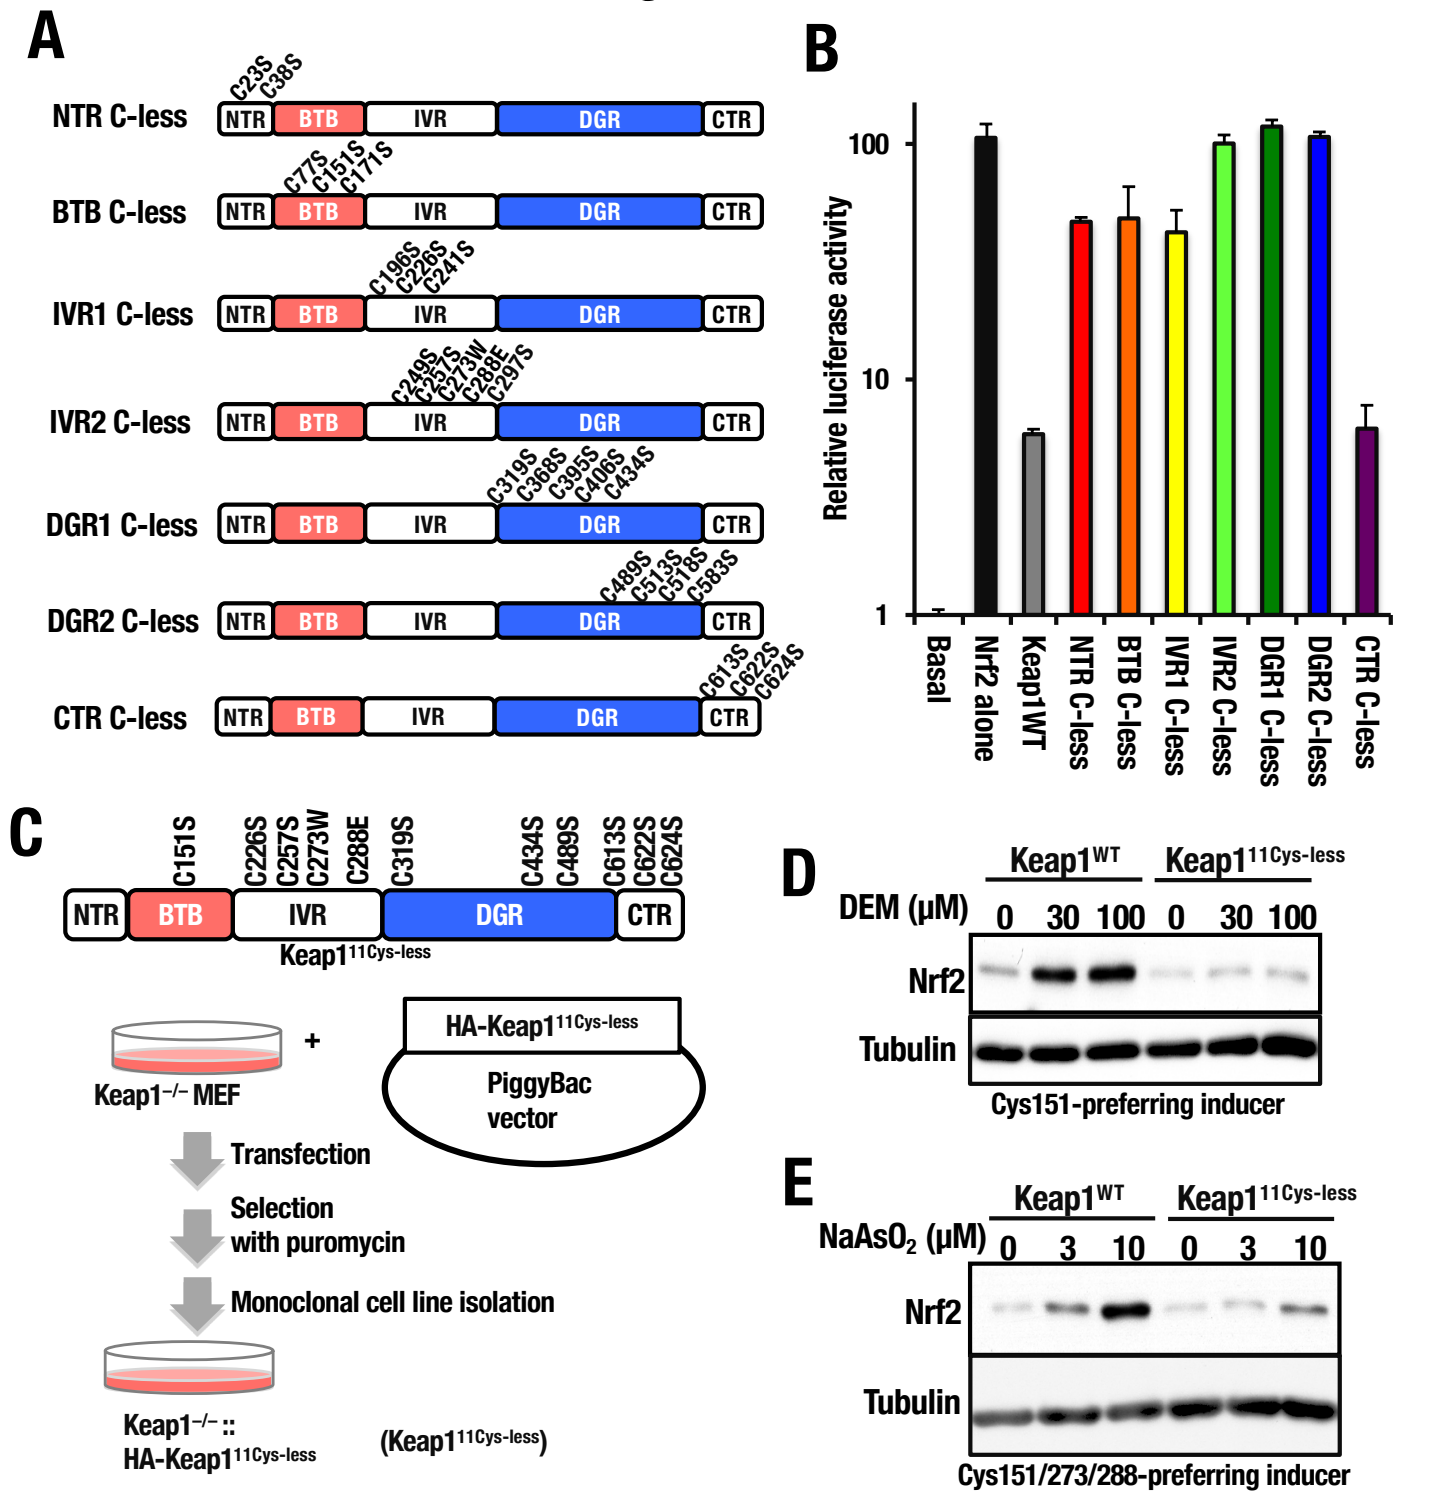 A
C23S C38S
NTR C-less NTR BTB IVR DGR CTR
C77S C151S C171S
BTB C-less NTR BTB IVR DGR CTR
C196S C226S C241S
IVR1 C-less NTR BTB IVR DGR CTR
C249S C257S C273W C288E C297S
IVR2 C-less NTR BTB IVR DGR CTR
C319S C368S C395S C406S C434S
DGR1 C-less NTR BTB IVR DGR CTR
C489S C513S C518S C583S
DGR2 C-less NTR BTB IVR DGR CTR
C613S C622S C624S
CTR C-less NTR BTB IVR DGR CTR
B
Relative luciferase activity
100
10
1
Basal
Nrf2 alone
Keap1WT
NTR C-less
BTB C-less
IVR1 C-less
IVR2 C-less
DGR1 C-less
DGR2 C-less
CTR C-less
C
C151S C226S C257S C273W C288E C319S C434S C489S C613S C622S C624S
NTR BTB IVR DGR CTR
Keap1¹¹ᶜʸˢ⁻ˡᵉˢˢ
Keap1⁻/⁻ MEF
+
HA-Keap1¹¹ᶜʸˢ⁻ˡᵉˢˢ
PiggyBac
vector
Transfection
Selection
with puromycin
Monoclonal cell line isolation
Keap1⁻/⁻ ::
HA-Keap1¹¹ᶜʸˢ⁻ˡᵉˢˢ
(Keap1¹¹ᶜʸˢ⁻ˡᵉˢˢ)
D
Keap1ᵂᵀ Keap1¹¹ᶜʸˢ⁻ˡᵉˢˢ
DEM (µM) 0 30 100 0 30 100
Nrf2
Tubulin
Cys151-preferring inducer
E
Keap1ᵂᵀ Keap1¹¹ᶜʸˢ⁻ˡᵉˢˢ
NaAsO₂ (µM) 0 3 10 0 3 10
Nrf2
Tubulin
Cys151/273/288-preferring inducer